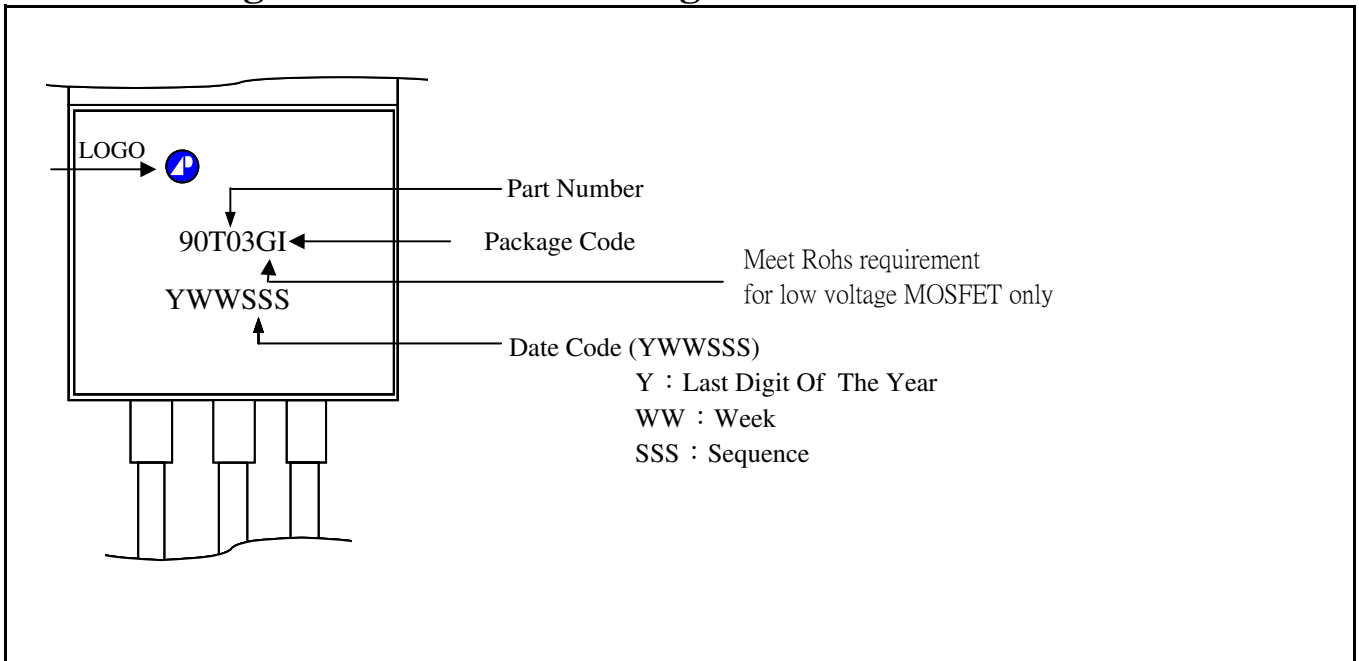 LOGO
Part Number
90T03GI
Package Code
Meet Rohs requirement
for low voltage MOSFET only
YWWSSS
Date Code (YWWSSS)
Y：Last Digit Of The Year
WW：Week
SSS：Sequence